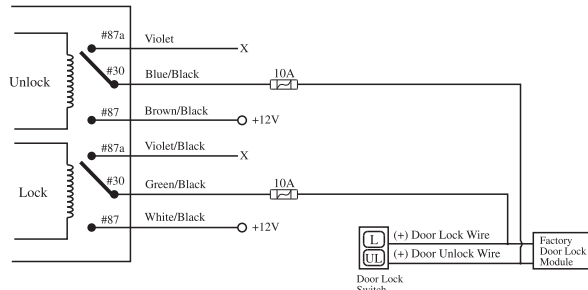 #87a Violet
X
Unlock
#30 Blue/Black
10A
#87 Brown/Black
+12V
#87a Violet/Black
X
Lock
#30 Green/Black
10A
#87 White/Black
+12V
L (+) Door Lock Wire
UL (+) Door Unlock Wire
Factory
Door Lock
Module
Door Lock
Switch